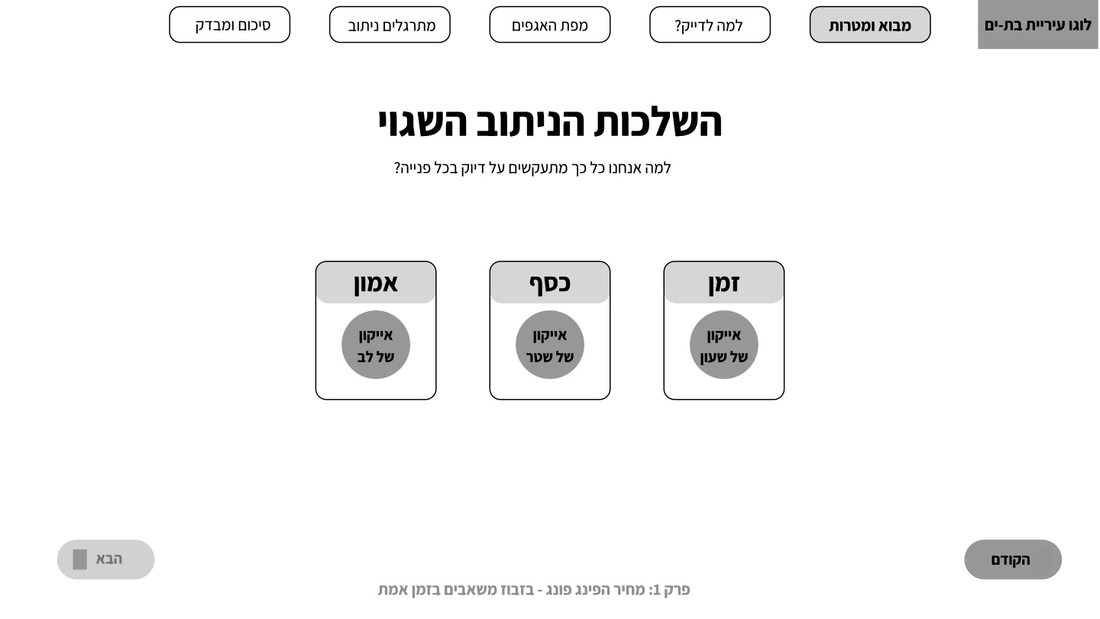 לוגו עיריית בת-ים
מבוא ומטרות
למה לדייק?
מפת האגפים
מתרגלים ניתוב
סיכום ומבדק
השלכות הניתוב השגוי
למה אנחנו כל כך מתעקשים על דיוק בכל פנייה?
זמן
אייקון
של שעון
כסף
אייקון
של שטר
אמון
אייקון
של לב
הקודם
הבא
פרק 1: מחיר הפינג פונג - בזבוז משאבים בזמן אמת